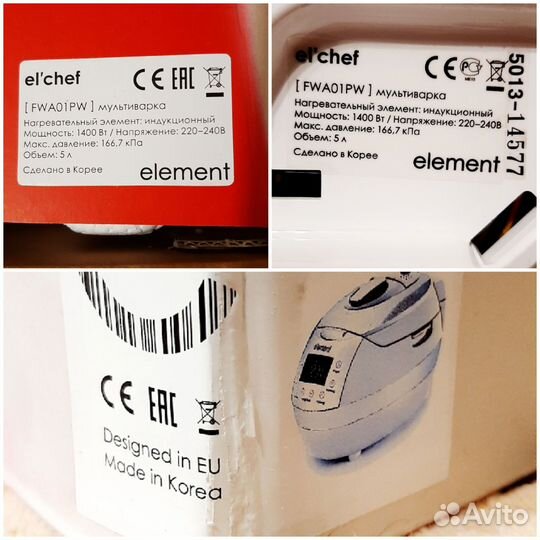 el'chef
CE EAC
[ FWA01PW ] мультиварка
Нагревательный элемент: индукционный
Мощность: 1400 Вт / Напряжение: 220–240В
Макс. давление: 166,7 кПа
Объем: 5 л
Сделано в Корее
element
el'chef
CE
[ FWA01PW ] мультиварка
Нагревательный элемент: индукционный
Мощность: 1400 Вт / Напряжение: 220–240В
Макс. давление: 166,7 кПа
Объем: 5 л
Сделано в Корее
element
5013-14577
CE EAC
Designed in EU
Made in Korea
element
Avito